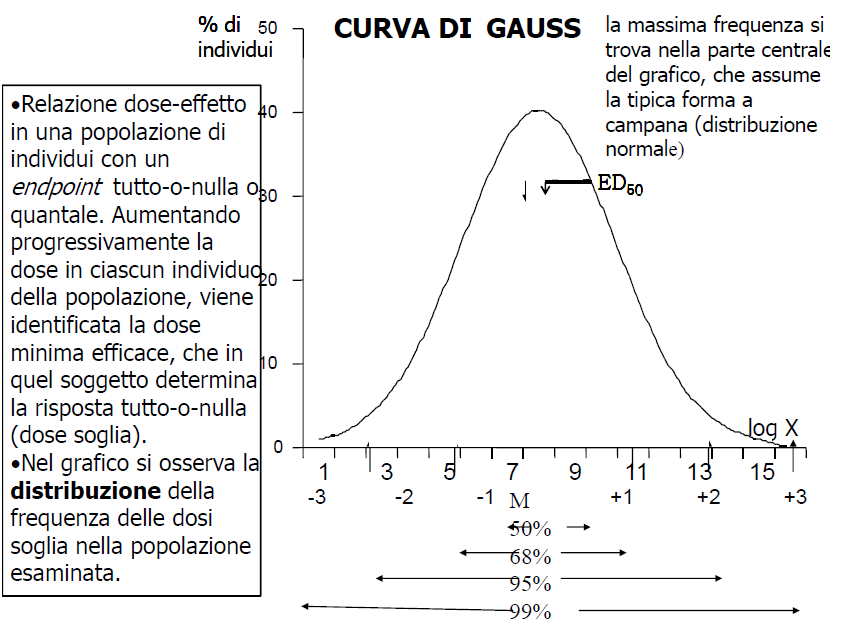 % di
individui
CURVA DI GAUSS
la massima frequenza si
trova nella parte centrale
del grafico, che assume
la tipica forma a
campana (distribuzione
normale)
•Relazione dose-effetto
in una popolazione di
individui con un
endpoint tutto-o-nulla o
quantale. Aumentando
progressivamente la
dose in ciascun individuo
della popolazione, viene
identificata la dose
minima efficace, che in
quel soggetto determina
la risposta tutto-o-nulla
(dose soglia).
•Nel grafico si osserva la
distribuzione della
frequenza delle dosi
soglia nella popolazione
esaminata.
50
40
30
20
10
0
ED50
log X
1 3 5 7 9 11 13 15
-3 -2 -1 M +1 +2 +3
50%
68%
95%
99%